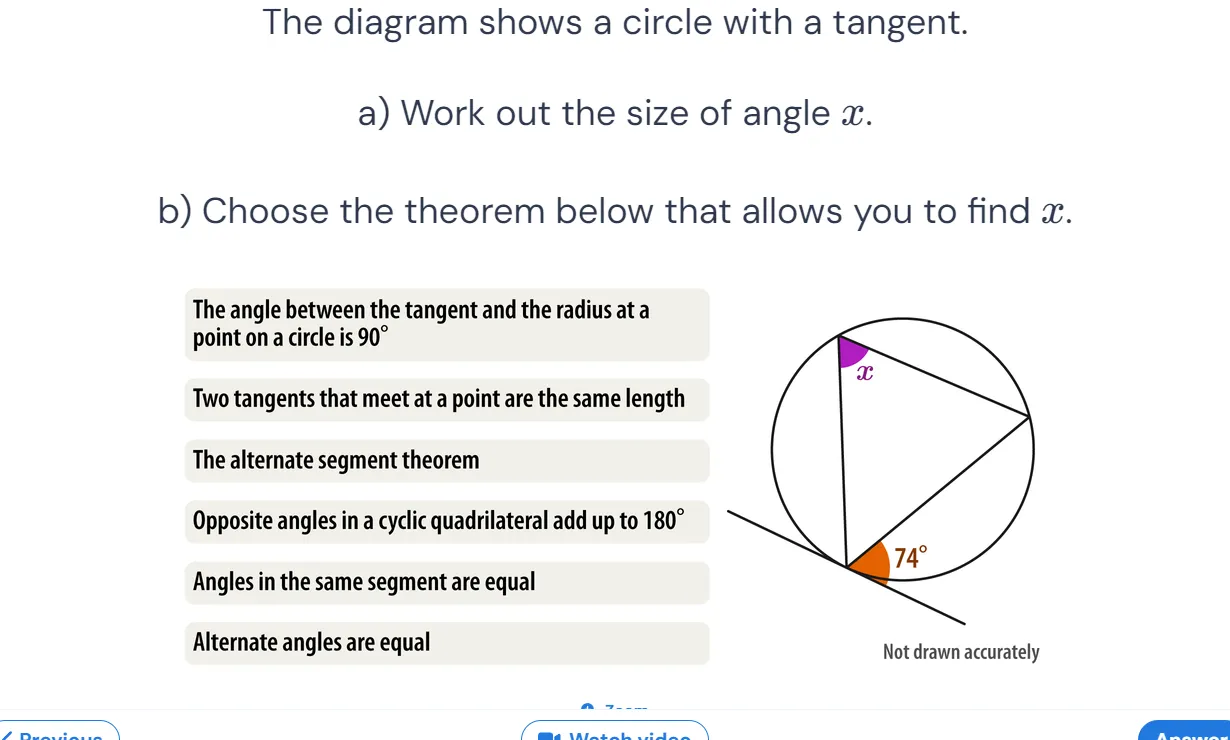 The diagram shows a circle with a tangent.
a) Work out the size of angle x.
b) Choose the theorem below that allows you to find x.
The angle between the tangent and the radius at a
point on a circle is 90°
Two tangents that meet at a point are the same length
The alternate segment theorem
Opposite angles in a cyclic quadrilateral add up to 180°
Angles in the same segment are equal
Alternate angles are equal
x
74°
Not drawn accurately
Zoom
Previous
Watch video
Answer